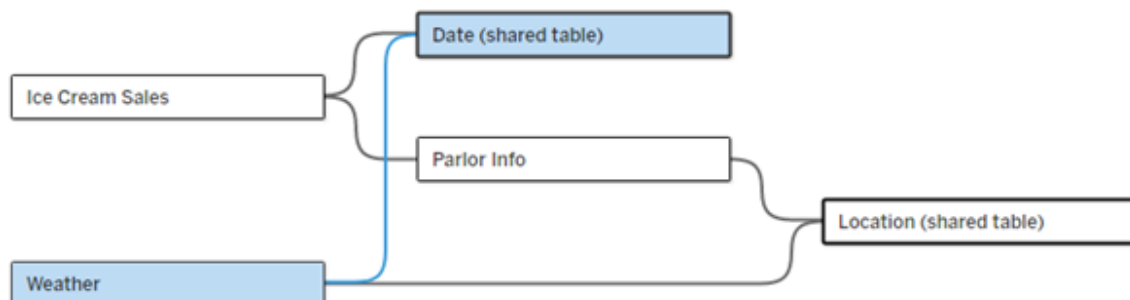 Date (shared table)
Ice Cream Sales
Parlor Info
Location (shared table)
Weather